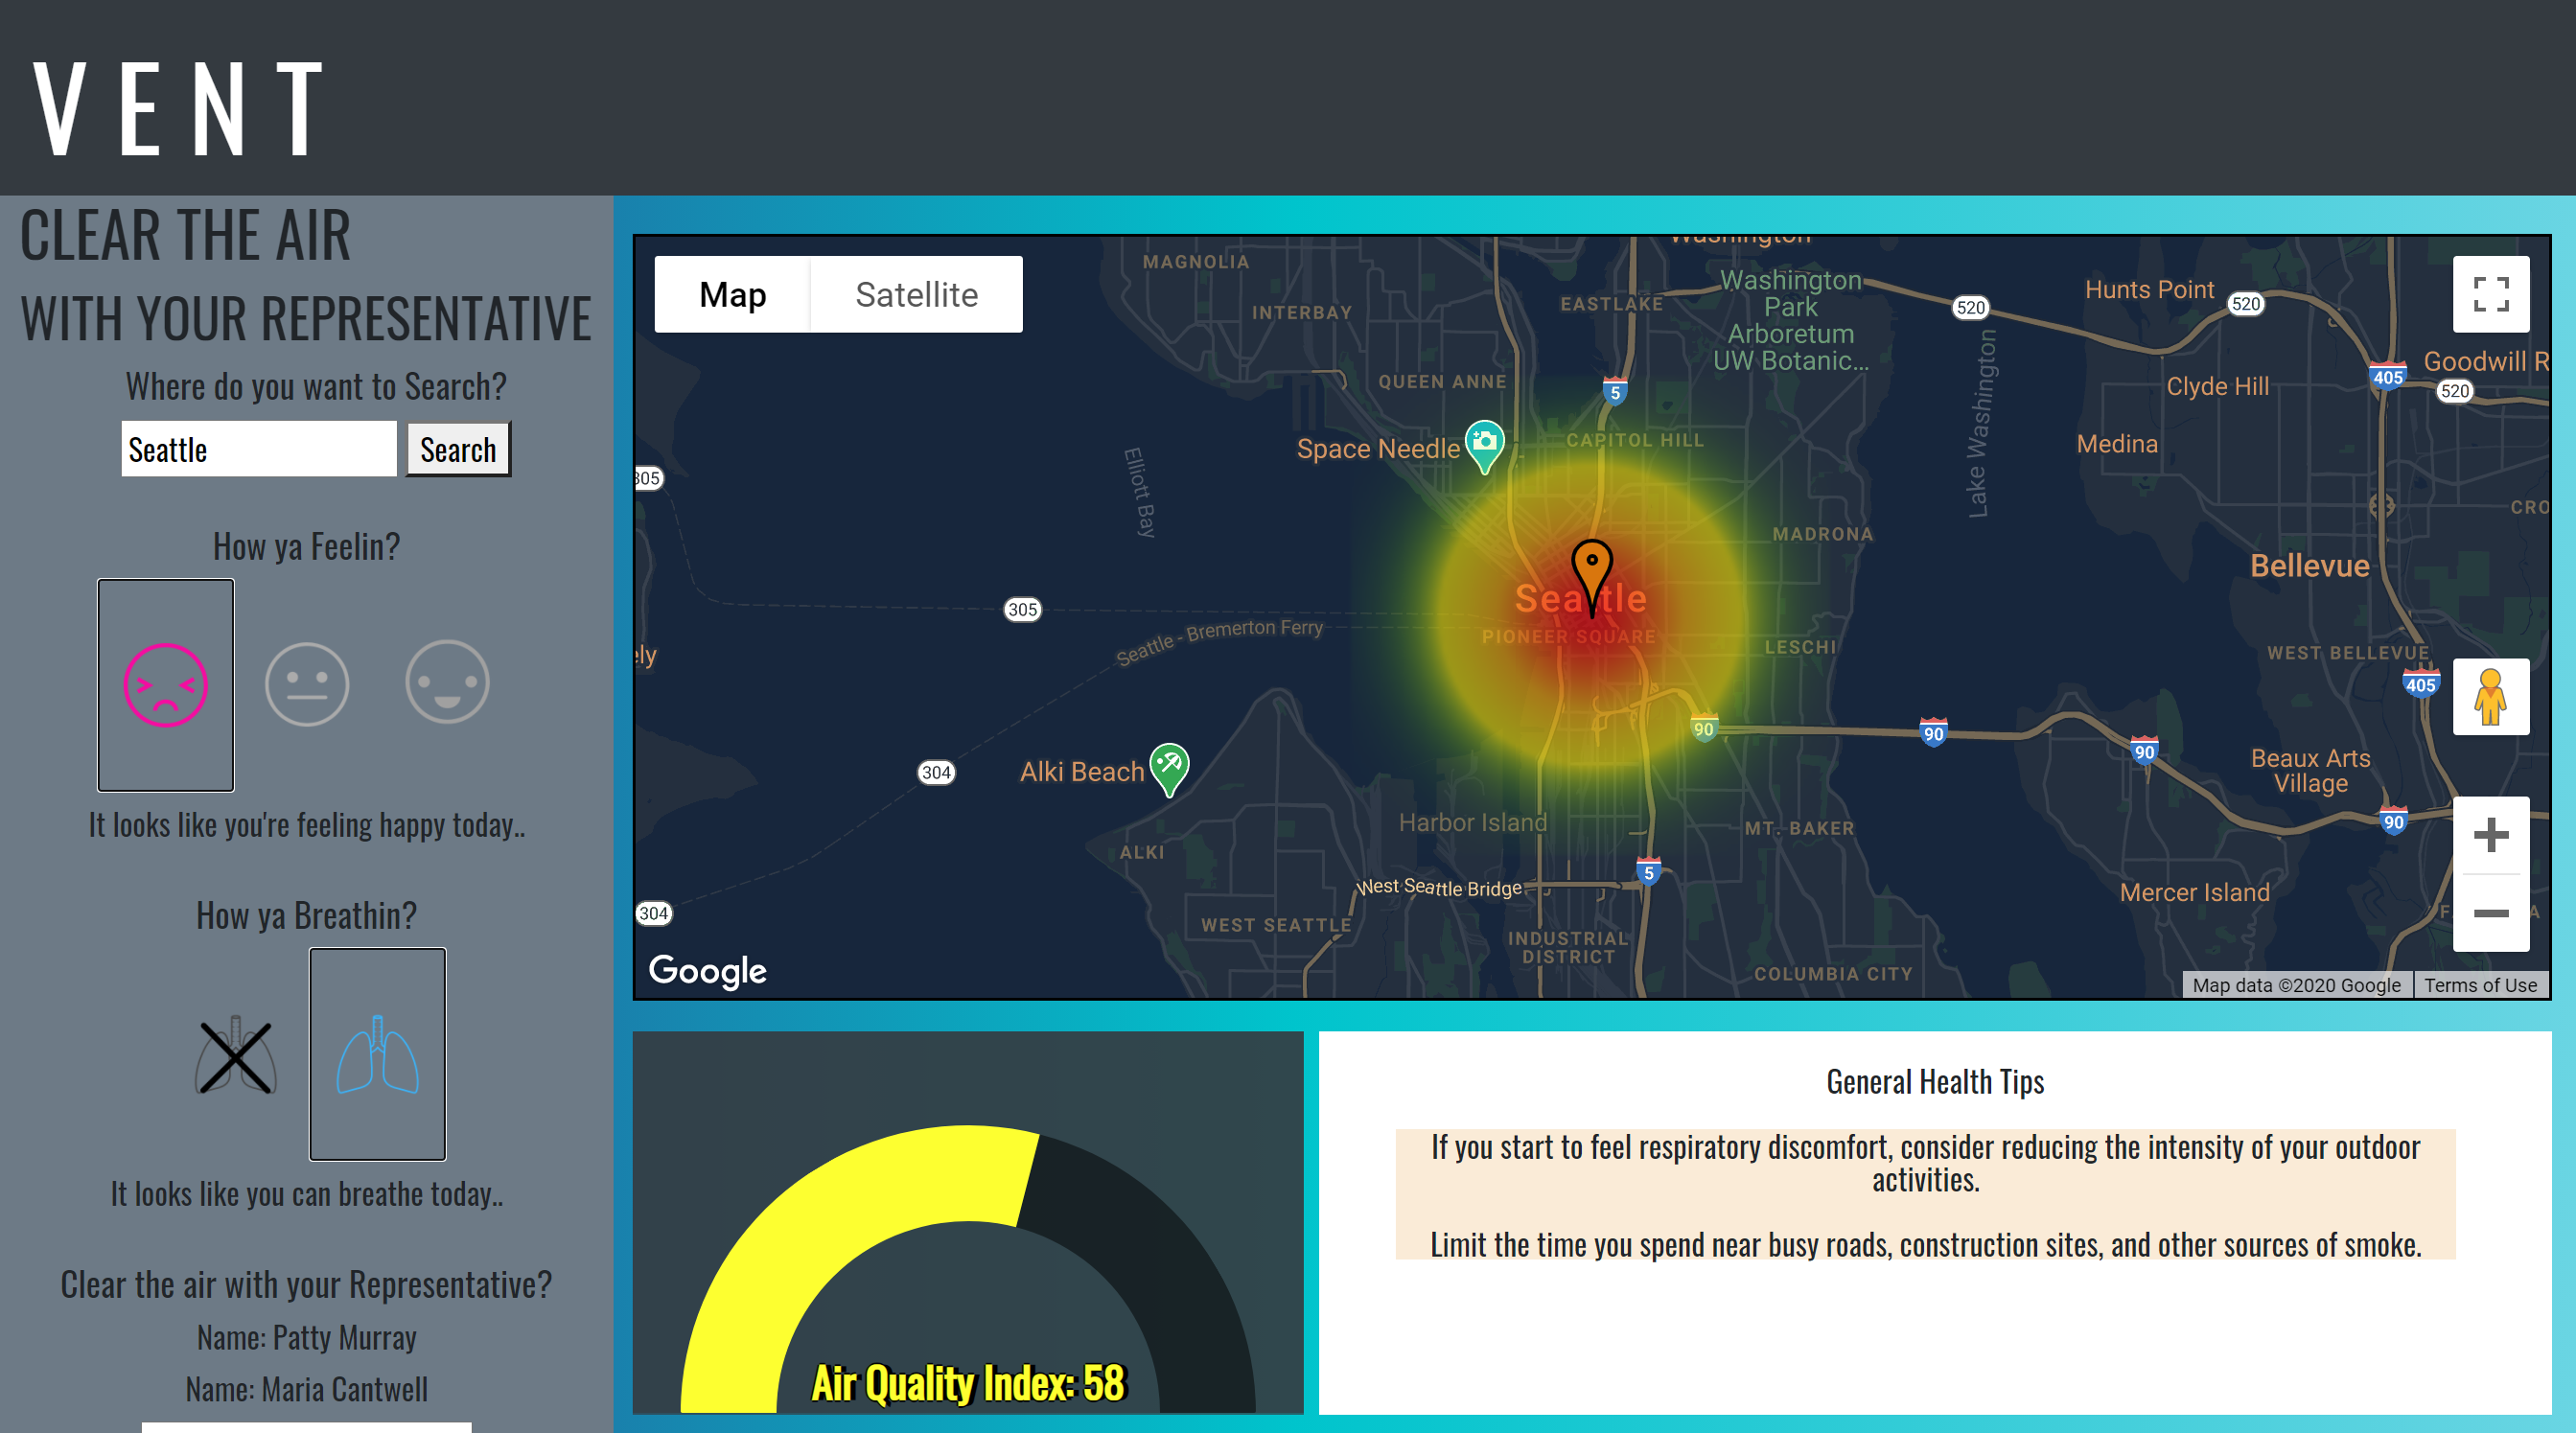 VENT
CLEAR THE AIR
WITH YOUR REPRESENTATIVE
Where do you want to Search?
Seattle
Search
How ya Feelin?
It looks like you're feeling happy today..
How ya Breathin?
It looks like you can breathe today..
Clear the air with your Representative?
Name: Patty Murray
Name: Maria Cantwell
Map
Satellite
Washington
MAGNOLIA
INTERBAY
EASTLAKE
Washington
Park
Arboretum
UW Botanic...
520
Hunts Point
520
Goodwill R
405
520
Clyde Hill
QUEEN ANNE
5
Lake Washington
Medina
Space Needle
CAPITOL HILL
305
Elliott Bay
CRO
MADRONA
Bellevue
Seattle
305
PIONEER SQUARE
Seattle - Bremerton Ferry
LESCHI
ely
WEST BELLEVUE
405
90
90
90
Beaux Arts
Village
Alki Beach
304
Harbor Island
MT. BAKER
90
ALKI
5
West Seattle Bridge
Mercer Island
304
WEST SEATTLE
INDUSTRIAL
DISTRICT
COLUMBIA CITY
Google
Map data ©2020 Google
Terms of Use
Air Quality Index: 58
General Health Tips
If you start to feel respiratory discomfort, consider reducing the intensity of your outdoor
activities.
Limit the time you spend near busy roads, construction sites, and other sources of smoke.